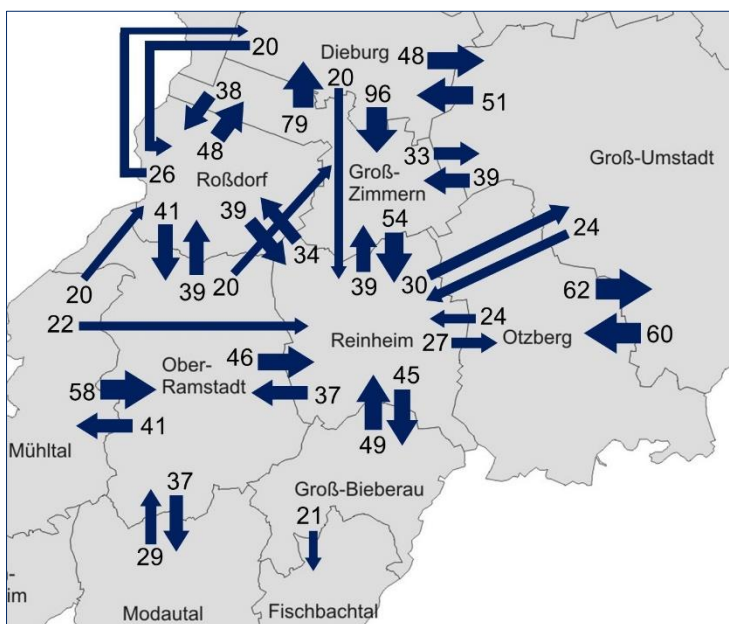 20
Dieburg
48
20
38
96
51
79
48
33
Groß-Umstadt
26
Roßdorf
Groß-
Zimmern
39
41
39
54
24
34
20
39
20
39
30
62
22
24
Reinheim
27
Otzberg
60
Ober-
Ramstadt
46
58
37
45
41
Mühltal
49
37
Groß-Bieberau
21
29
im
Modautal
Fischbachtal